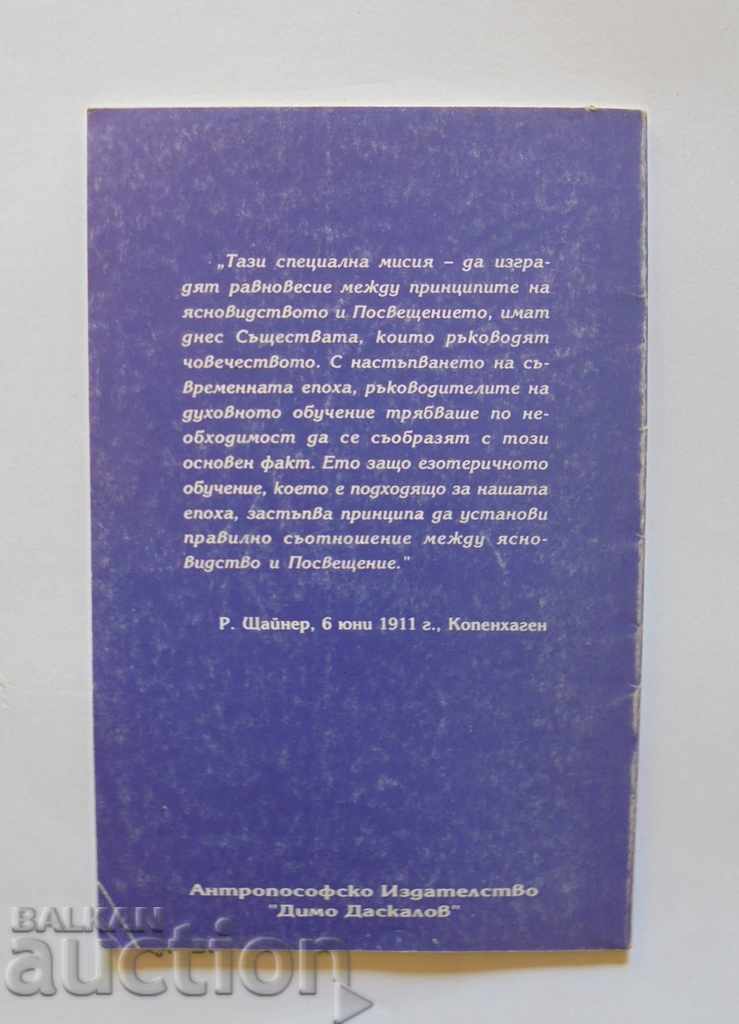 „Тази специална мисия – да изгра-
дят равновесие между принципите на
ясновидството и Посвещението, имат
днес Съществата, които ръководят
човечеството. С настъпването на съ-
временната епоха, ръководителите на
духовното обучение трябваше по не-
обходимост да се съобразят с този
основен факт. Ето защо езотеричното
обучение, което е подходящо за нашата
епоха, застъпва принципа да установи
правилно съотношение между ясно-
видство и Посвещение."
Р. Щайнер, 6 юни 1911 г., Копенхаген
Антропософско Издателство
"Димо Даскалов"
BALKAN
auction